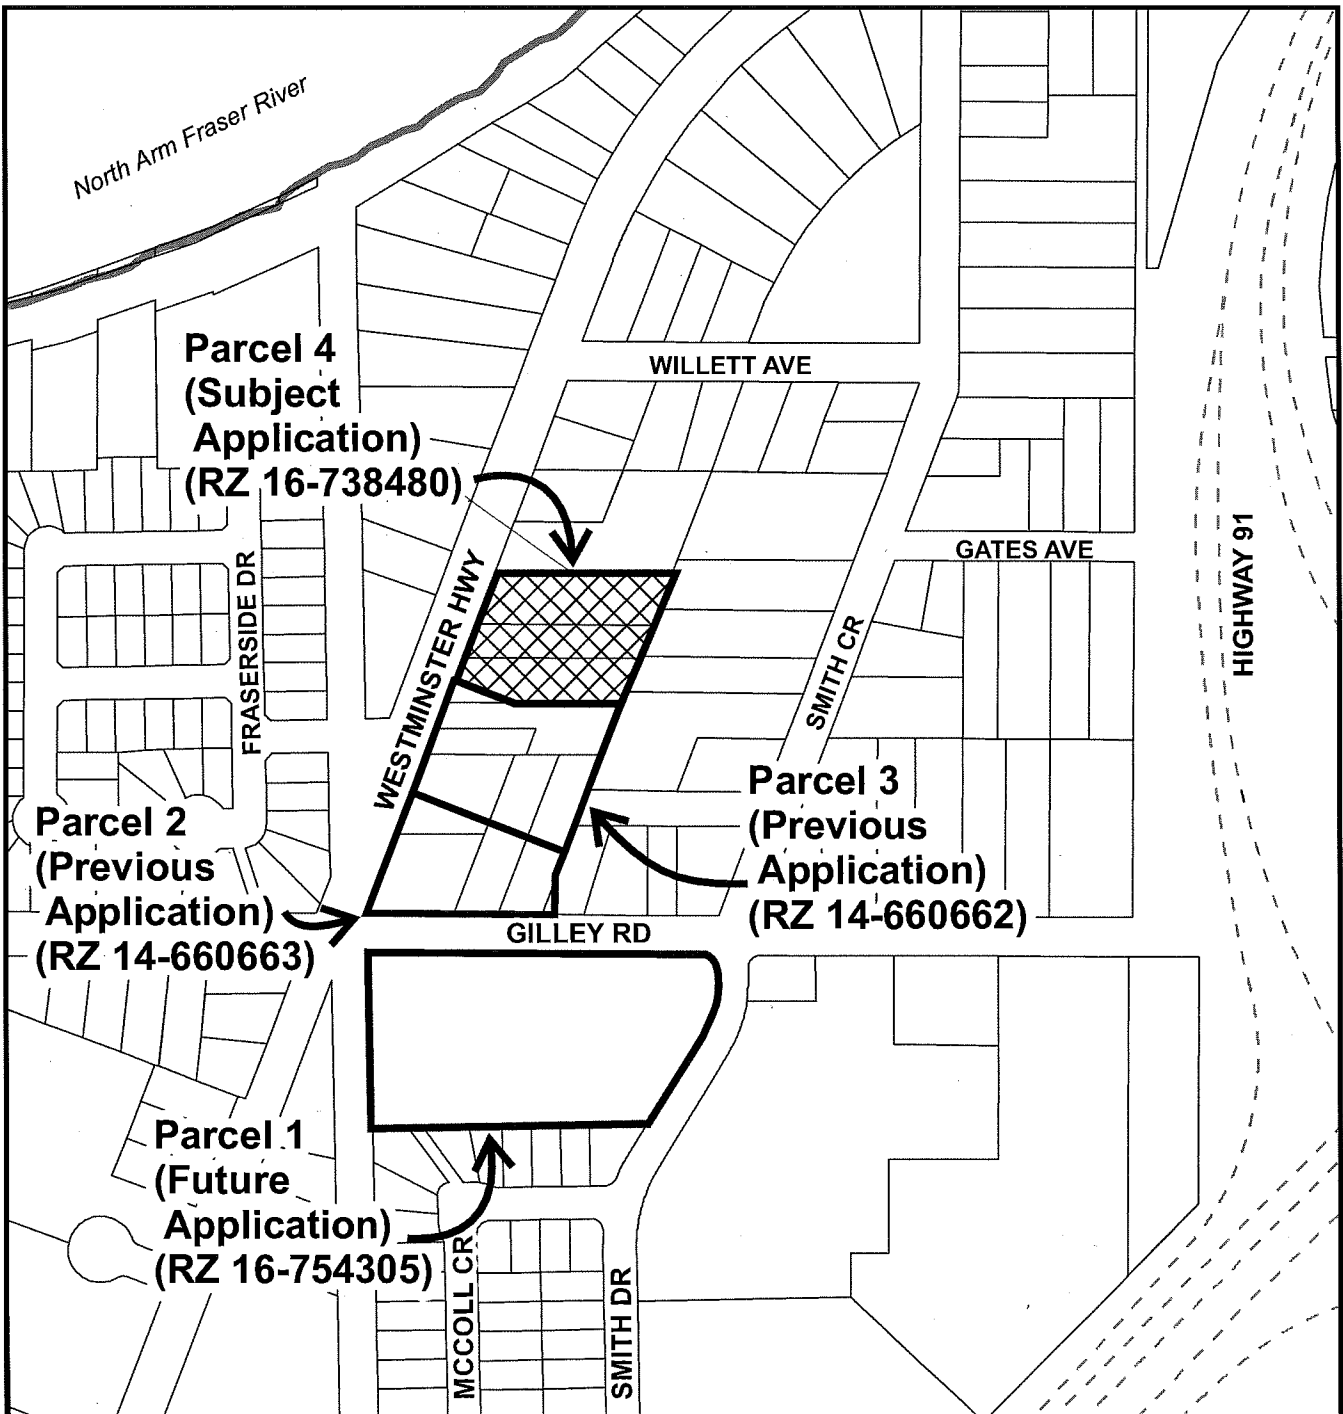 North Arm Fraser River
Parcel 4
(Subject
Application)
(RZ 16-738480)
WILLETT AVE
GATES AVE
HIGHWAY 91
FRASERSIDE DR
WESTMINSTER HWY
SMITH CR
Parcel 2
(Previous
Application)
(RZ 14-660663)
Parcel 3
(Previous
Application)
(RZ 14-660662)
GILLEY RD
Parcel 1
(Future
Application)
(RZ 16-754305)
MCCOLL CR
SMITH DR